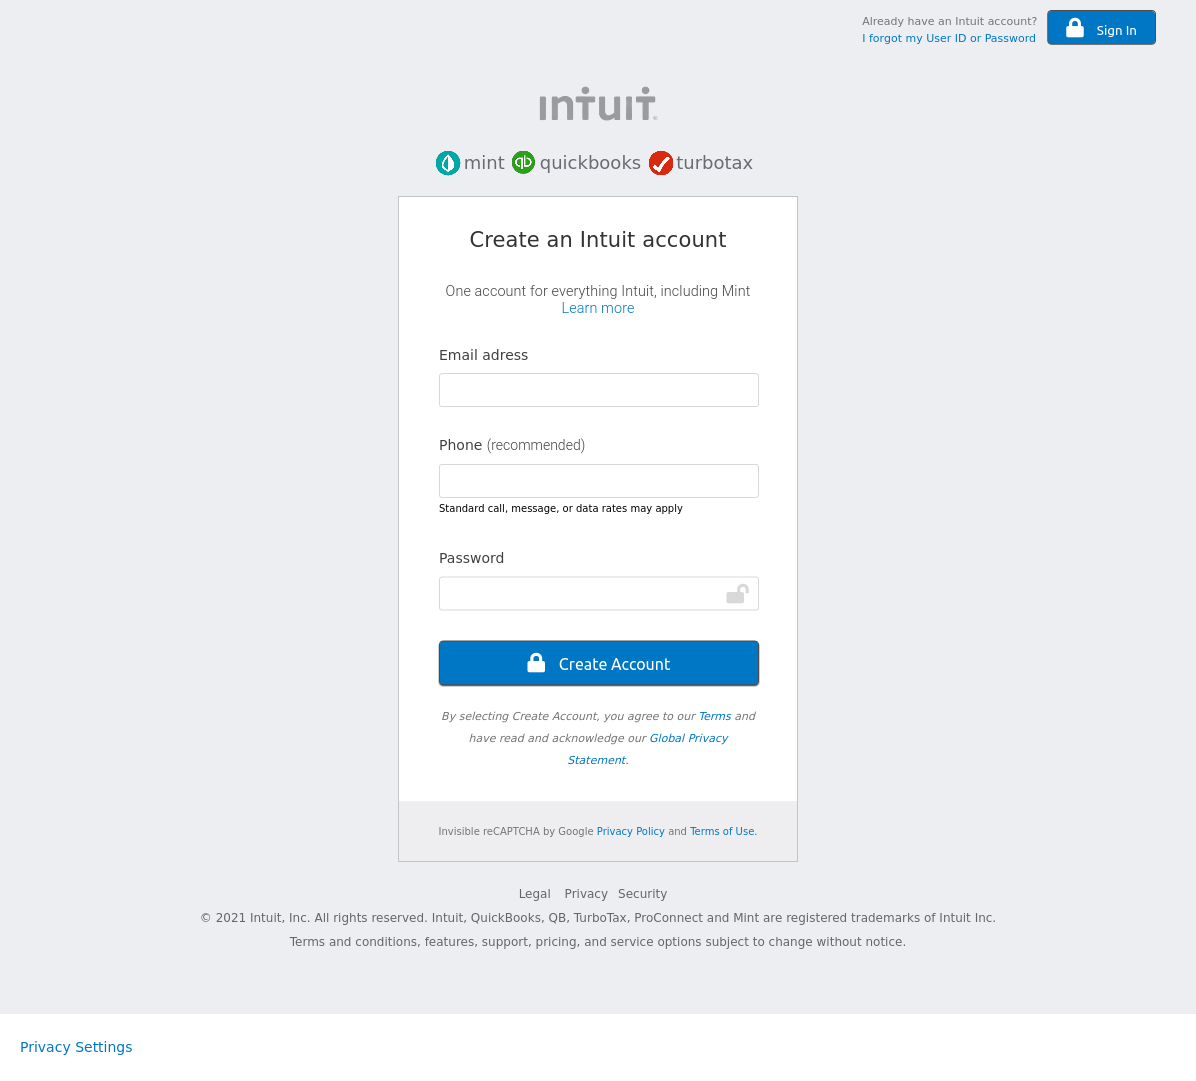 Already have an Intuit account?
I forgot my User ID or Password
Sign In
intuit
mint quickbooks turbotax
Create an Intuit account
One account for everything Intuit, including Mint
Learn more
Email adress
Phone (recommended)
Standard call, message, or data rates may apply
Password
Create Account
By selecting Create Account, you agree to our Terms and
have read and acknowledge our Global Privacy
Statement.
Invisible reCAPTCHA by Google Privacy Policy and Terms of Use.
Legal Privacy Security
© 2021 Intuit, Inc. All rights reserved. Intuit, QuickBooks, QB, TurboTax, ProConnect and Mint are registered trademarks of Intuit Inc.
Terms and conditions, features, support, pricing, and service options subject to change without notice.
Privacy Settings